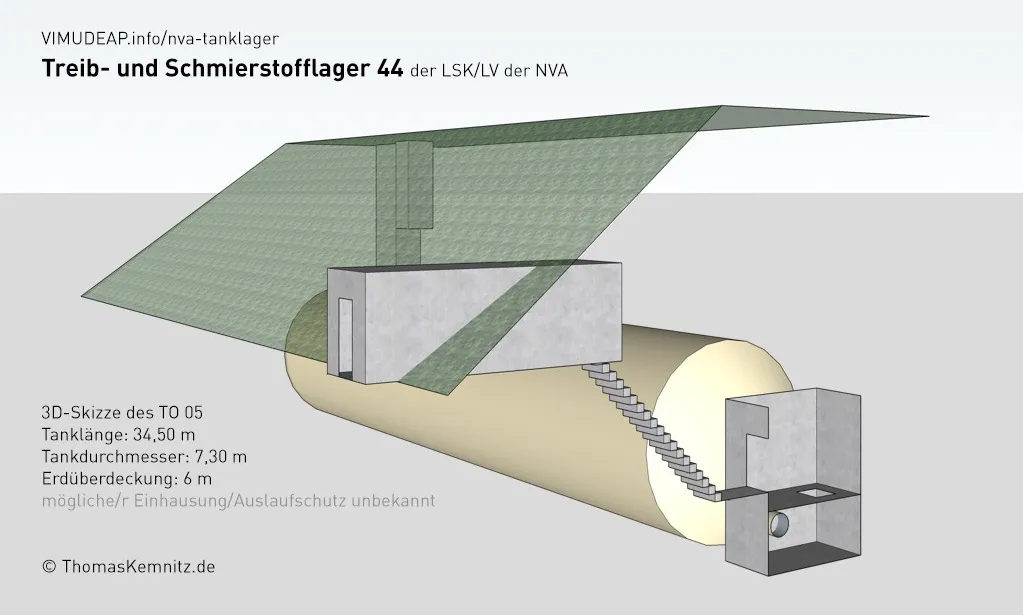 VIMUDEAP.info/nva-tanklager
Treib- und Schmierstofflager 44 der LSK/LV der NVA
3D-Skizze des TO 05
Tanklänge: 34,50 m
Tankdurchmesser: 7,30 m
Erdüberdeckung: 6 m
mögliche/r Einhausung/Auslaufschutz unbekannt
© ThomasKemnitz.de